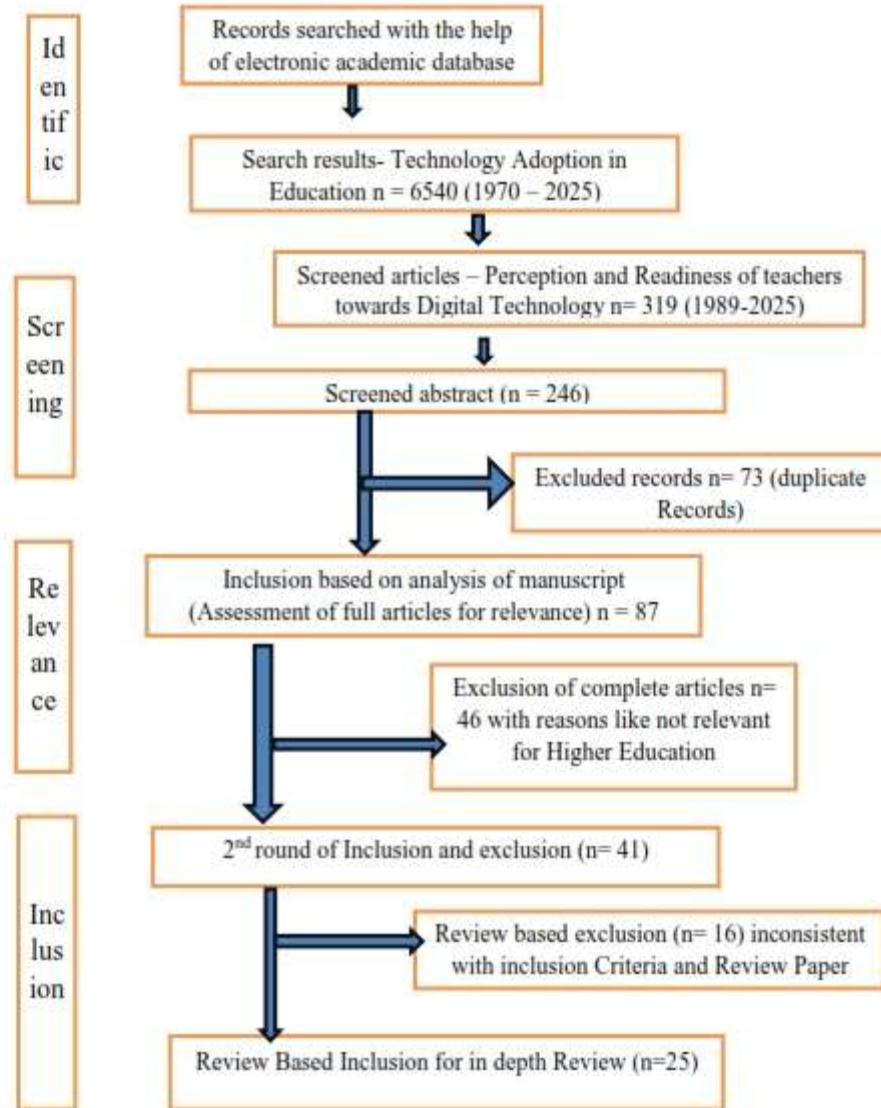 Id
en
tif
ic
Records searched with the help
of electronic academic database
Search results- Technology Adoption in
Education n = 6540 (1970 – 2025)
Scr
een
ing
Screened articles – Perception and Readiness of teachers
towards Digital Technology n= 319 (1989-2025)
Screened abstract (n = 246)
Excluded records n= 73 (duplicate
Records)
Re
lev
an
ce
Inclusion based on analysis of manuscript
(Assessment of full articles for relevance) n = 87
Exclusion of complete articles n=
46 with reasons like not relevant
for Higher Education
Inc
lus
ion
2nd round of Inclusion and exclusion (n= 41)
Review based exclusion (n= 16) inconsistent
with inclusion Criteria and Review Paper
Review Based Inclusion for in depth Review (n=25)